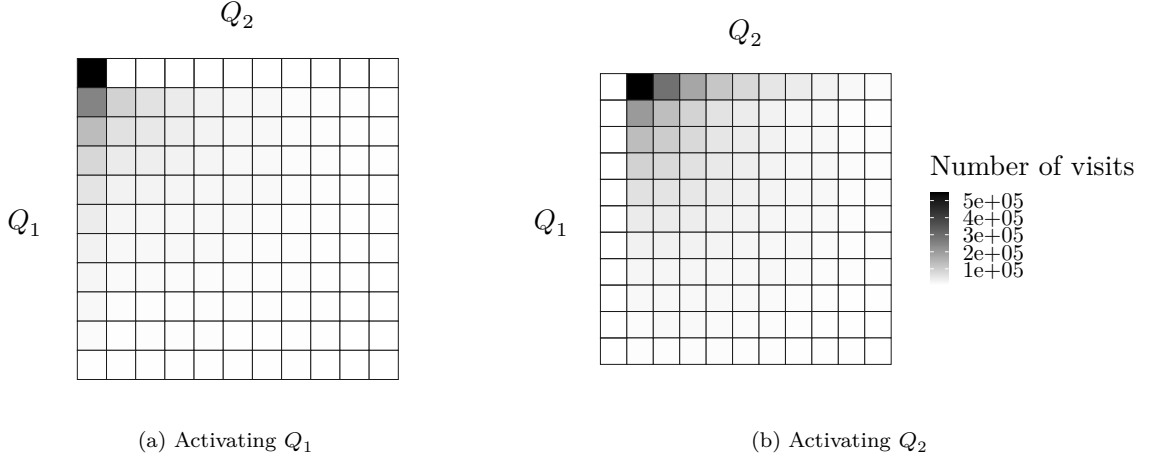 Q₂
Q₁
(a) Activating Q₁
Q₂
Q₁
(b) Activating Q₂
Number of visits
5e+05
4e+05
3e+05
2e+05
1e+05